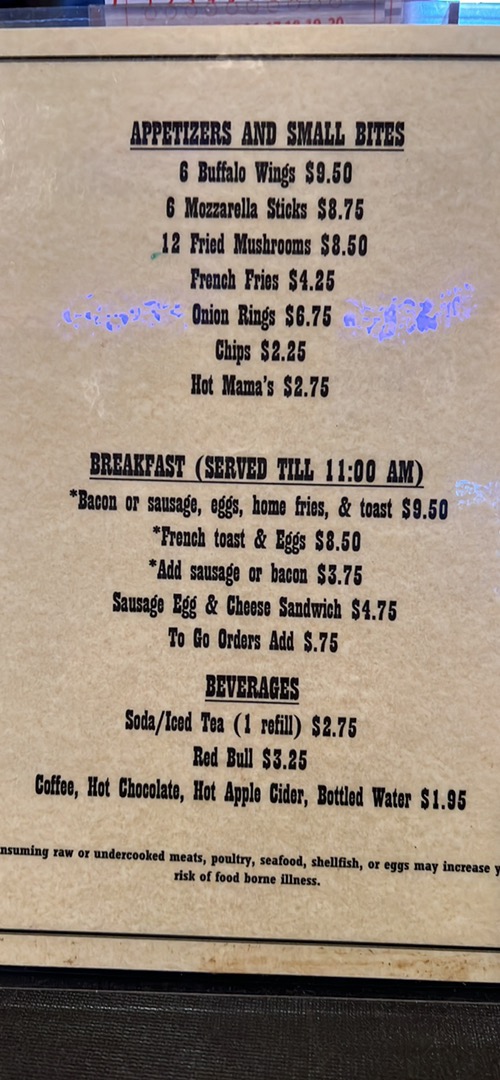 17 18 19 20
APPETIZERS AND SMALL BITES
6 Buffalo Wings $9.50
6 Mozzarella Sticks $8.75
12 Fried Mushrooms $8.50
French Fries $4.25
Onion Rings $6.75
Chips $2.25
Hot Mama's $2.75
BREAKFAST (SERVED TILL 11:00 AM)
*Bacon or sausage, eggs, home fries, & toast $9.50
*French toast & Eggs $8.50
*Add sausage or bacon $3.75
Sausage Egg & Cheese Sandwich $4.75
To Go Orders Add $.75
BEVERAGES
Soda/Iced Tea (1 refill) $2.75
Red Bull $3.25
Coffee, Hot Chocolate, Hot Apple Cider, Bottled Water $1.95
nsuming raw or undercooked meats, poultry, seafood, shellfish, or eggs may increase y
risk of food borne illness.